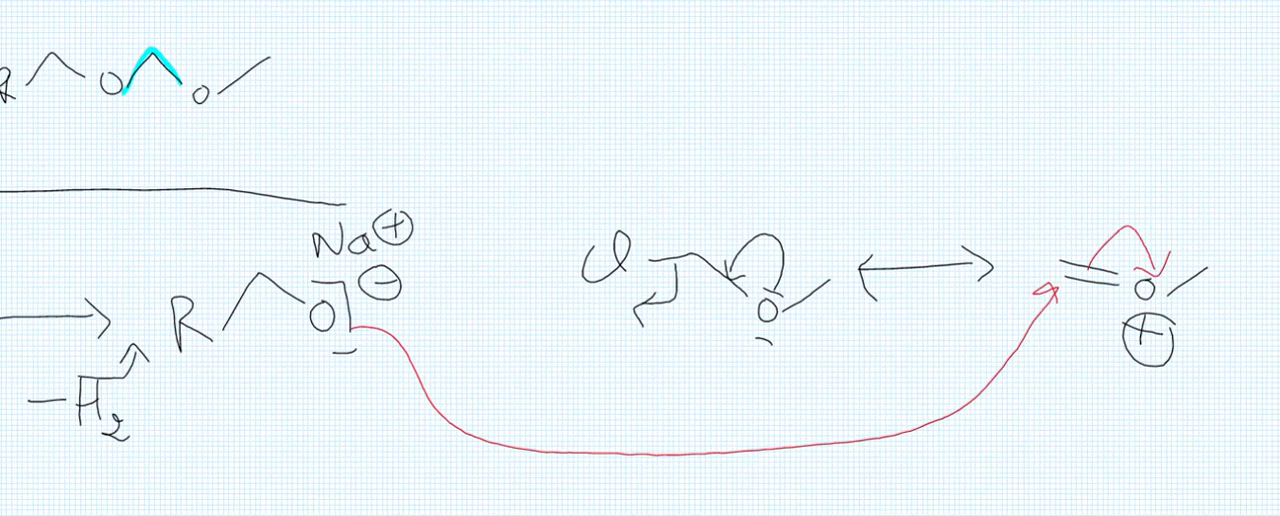 R O O
Na ⊕
⊖
Cl O O
R O ⊕
-H₂